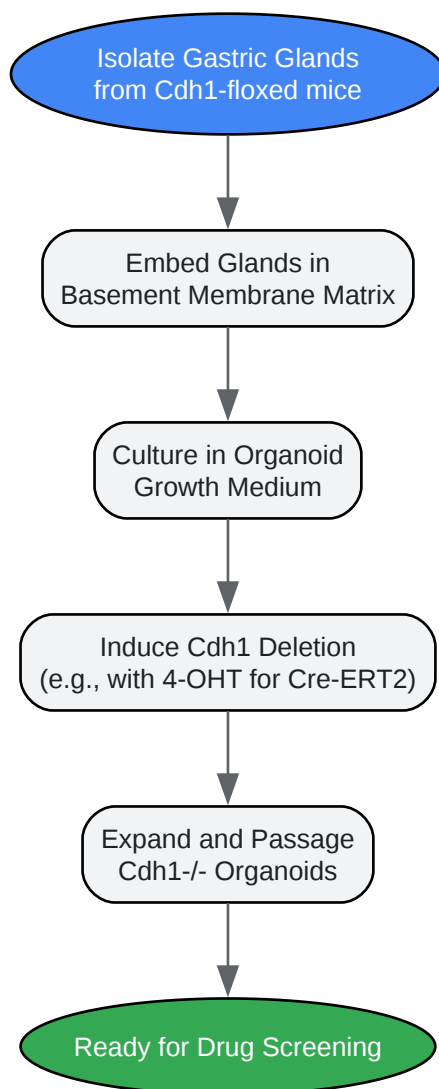 Isolate Gastric Glands
from Cdh1-floxed mice
Embed Glands in
Basement Membrane Matrix
Culture in Organoid
Growth Medium
Induce Cdh1 Deletion
(e.g., with 4-OHT for Cre-ERT2)
Expand and Passage
Cdh1-/- Organoids
Ready for Drug Screening